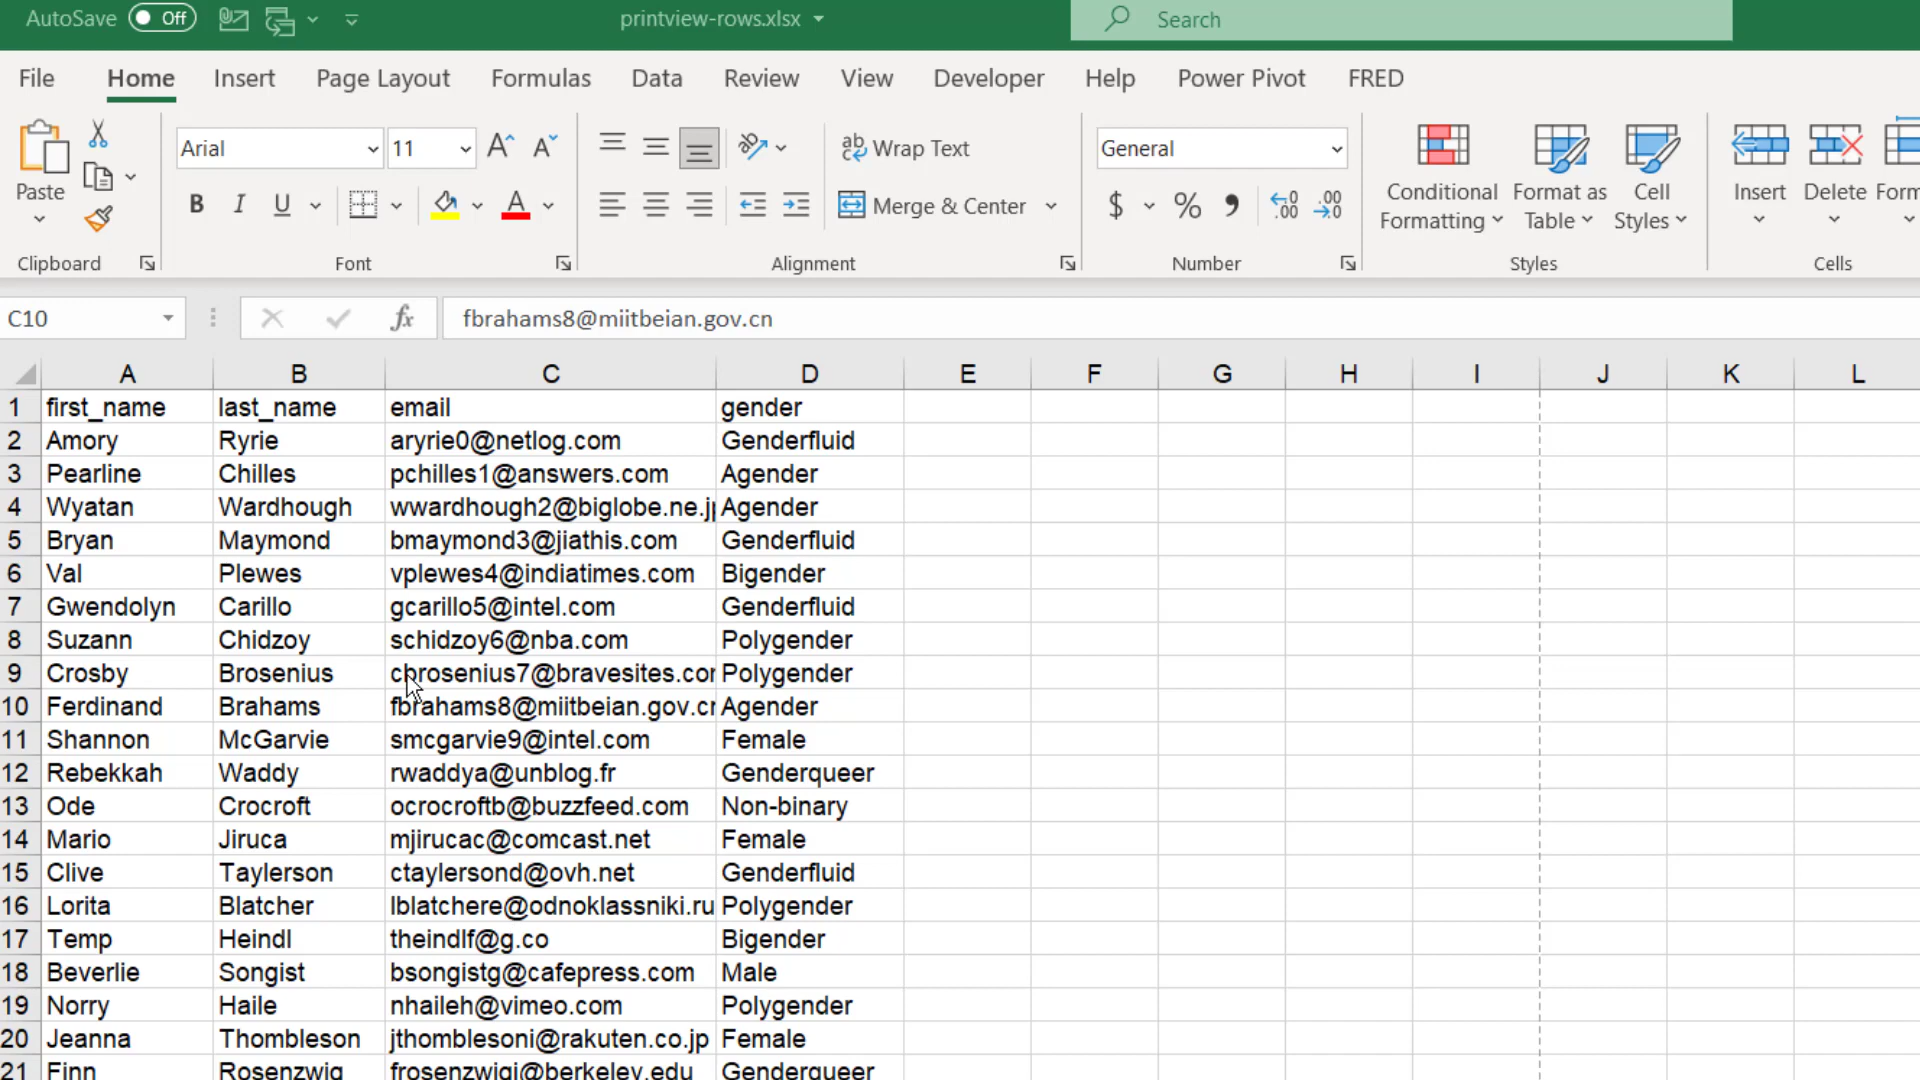 AutoSave Off printview-rows.xlsx Search
File Home Insert Page Layout Formulas Data Review View Developer Help Power Pivot FRED
Paste
Clipboard
Arial 11
B I U A
Font
Wrap Text
Merge & Center
Alignment
General
$ % 9 .00 .00
Number
Conditional Formatting
Format as Table
Cell Styles
Styles
Insert Delete
Cells
C10 fx fbrahams8@miitbeian.gov.cn
A B C D E F G H I J K L
1 first_name last_name email gender
2 Amory Ryrie aryrie0@netlog.com Genderfluid
3 Pearline Chilles pchilles1@answers.com Agender
4 Wyatan Wardhough wwardhough2@biglobe.ne.j Agender
5 Bryan Maymond bmaymond3@jiathis.com Genderfluid
6 Val Plewes vplewes4@indiatimes.com Bigender
7 Gwendolyn Carillo gcarillo5@intel.com Genderfluid
8 Suzann Chidzoy schidzoy6@nba.com Polygender
9 Crosby Brosenius cbrosenius7@bravesites.co Polygender
10 Ferdinand Brahams fbrahams8@miitbeian.gov.c Agender
11 Shannon McGarvie smcgarvie9@intel.com Female
12 Rebekkah Waddy rwaddya@unblog.fr Genderqueer
13 Ode Crocroft ocrocroftb@buzzfeed.com Non-binary
14 Mario Jiruca mjirucac@comcast.net Female
15 Clive Taylerson ctaylersond@ovh.net Genderfluid
16 Lorita Blatcher lblatchere@odnoklassniki.ru Polygender
17 Temp Heindl theindlf@g.co Bigender
18 Beverlie Songist bsongistg@cafepress.com Male
19 Norry Haile nhaileh@vimeo.com Polygender
20 Jeanna Thombleson jthomblesoni@rakuten.co.jp Female
21 Finn Rosenzwig frosenzwigj@berkeley.edu Genderqueer